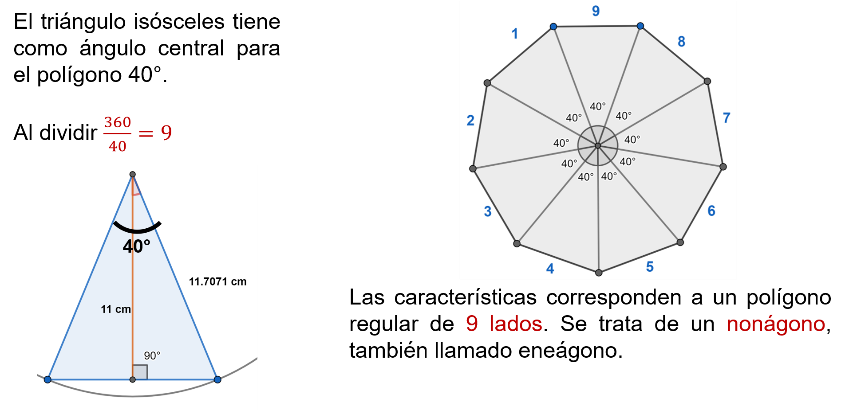 El triángulo isósceles tiene
como ángulo central para
el polígono 40°.
Al dividir 360/40 = 9
40°
11.7071 cm
11 cm
90°
9
1
8
2
7
3
6
4
5
40°
40°
40°
40°
40°
40°
40°
40°
40°
Las características corresponden a un polígono
regular de 9 lados. Se trata de un nonágono,
también llamado eneágono.